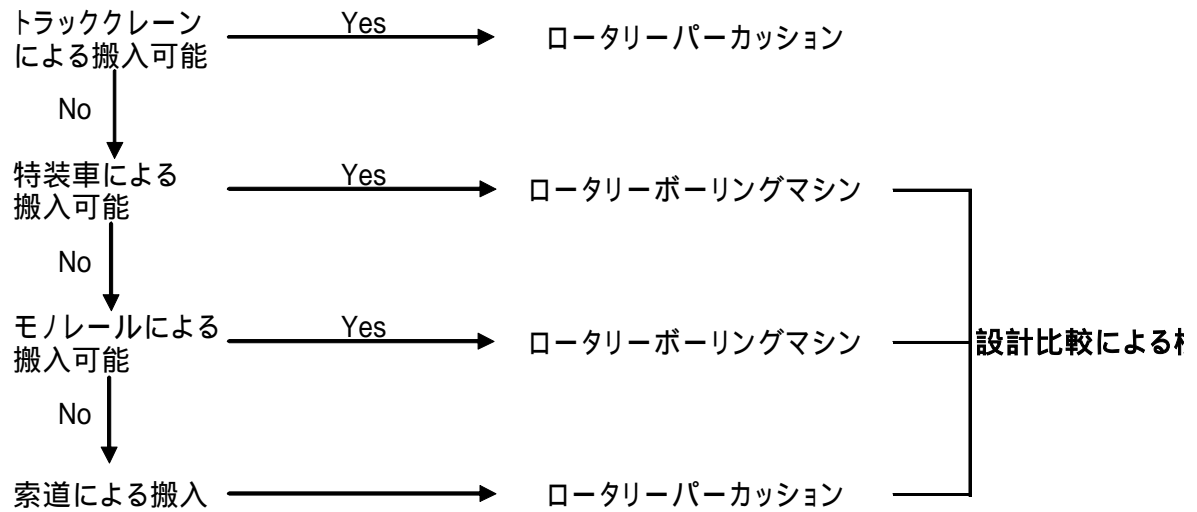 トラッククレーン
による搬入可能
Yes
ロータリーパーカッション
No
特装車による
搬入可能
Yes
ロータリーボーリングマシン
No
モノレールによる
搬入可能
Yes
ロータリーボーリングマシン
設計比較による
No
索道による搬入
ロータリーパーカッション